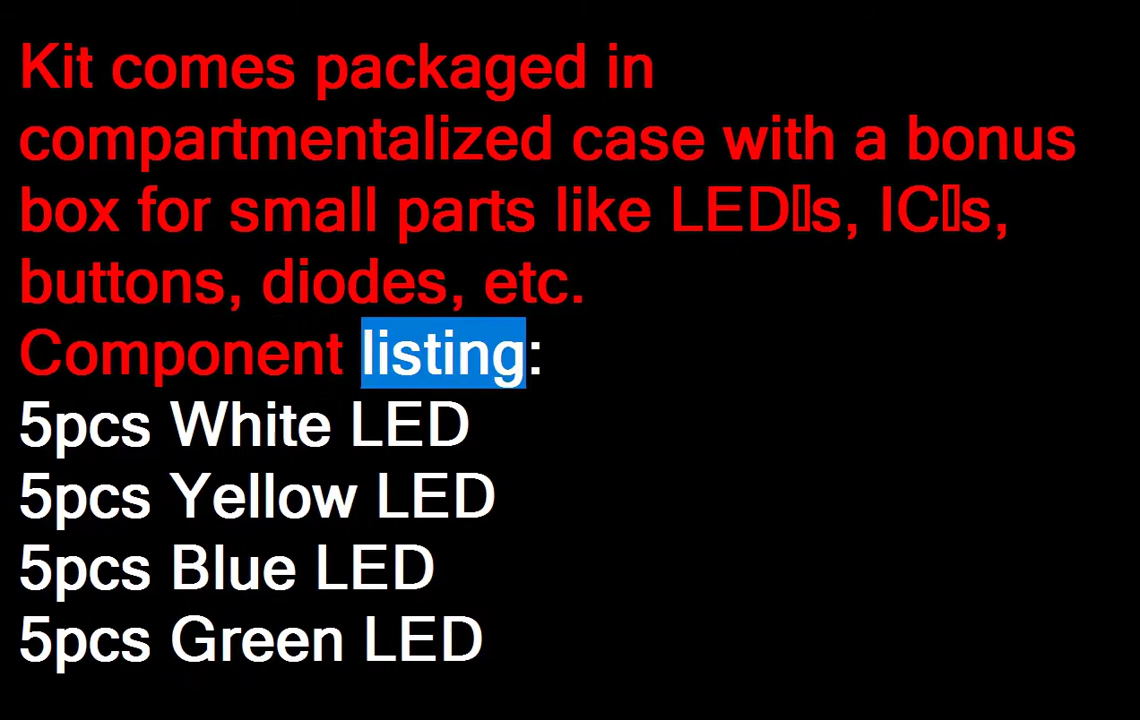 Kit comes packaged in
compartmentalized case with a bonus
box for small parts like LED▯s, IC▯s,
buttons, diodes, etc.
Component listing:
5pcs White LED
5pcs Yellow LED
5pcs Blue LED
5pcs Green LED